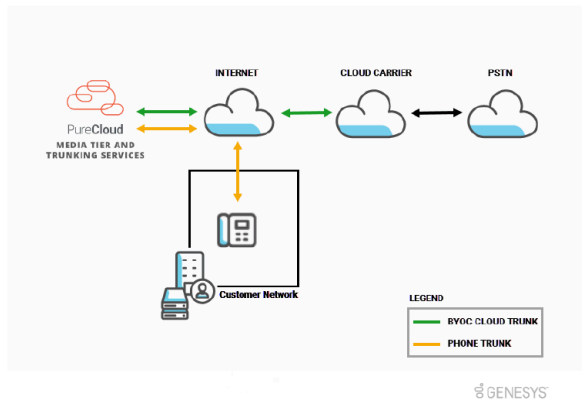 INTERNET
CLOUD CARRIER
PSTN
PureCloud
MEDIA TIER AND
TRUNKING SERVICES
Customer Network
LEGEND
BYOC CLOUD TRUNK
PHONE TRUNK
GENESYS